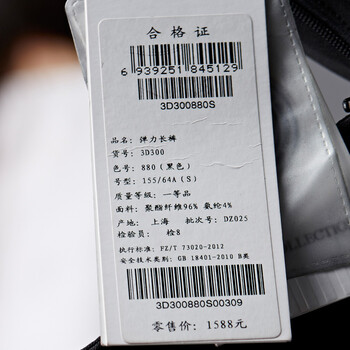 合格证
6 939251 845129
3D300880S
品名: 弹力长裤
货号: 3D300
色号: 880(黑色)
号型: 155/64A(S)
质量等级: 一等品
面料: 聚酯纤维96% 氨纶4%
产地: 上海 批次号: DZ025
检验员: 检8
执行标准: FZ/T 73020-2012
安全技术类别: GB 18401-2010 B类
3D300880S00309
零售价: 1588元